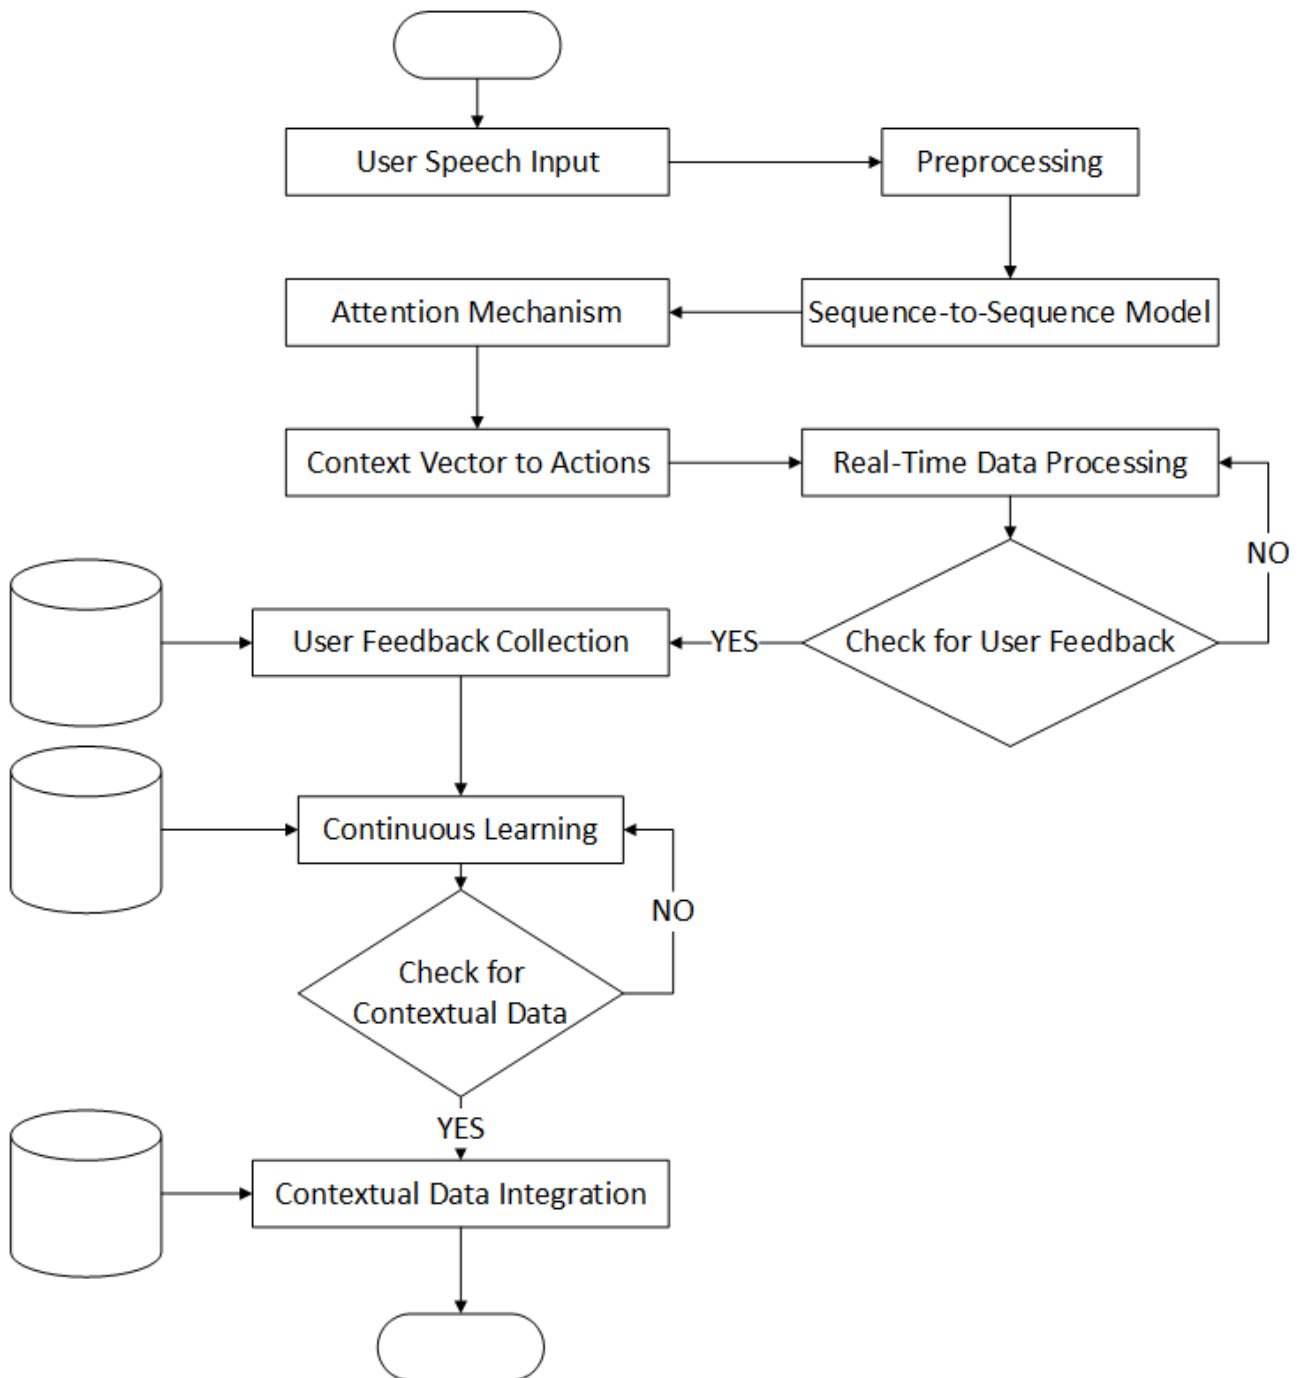 User Speech Input
Preprocessing
Attention Mechanism
Sequence-to-Sequence Model
Context Vector to Actions
Real-Time Data Processing
NO
User Feedback Collection
YES
Check for User Feedback
Continuous Learning
NO
Check for
Contextual Data
YES
Contextual Data Integration